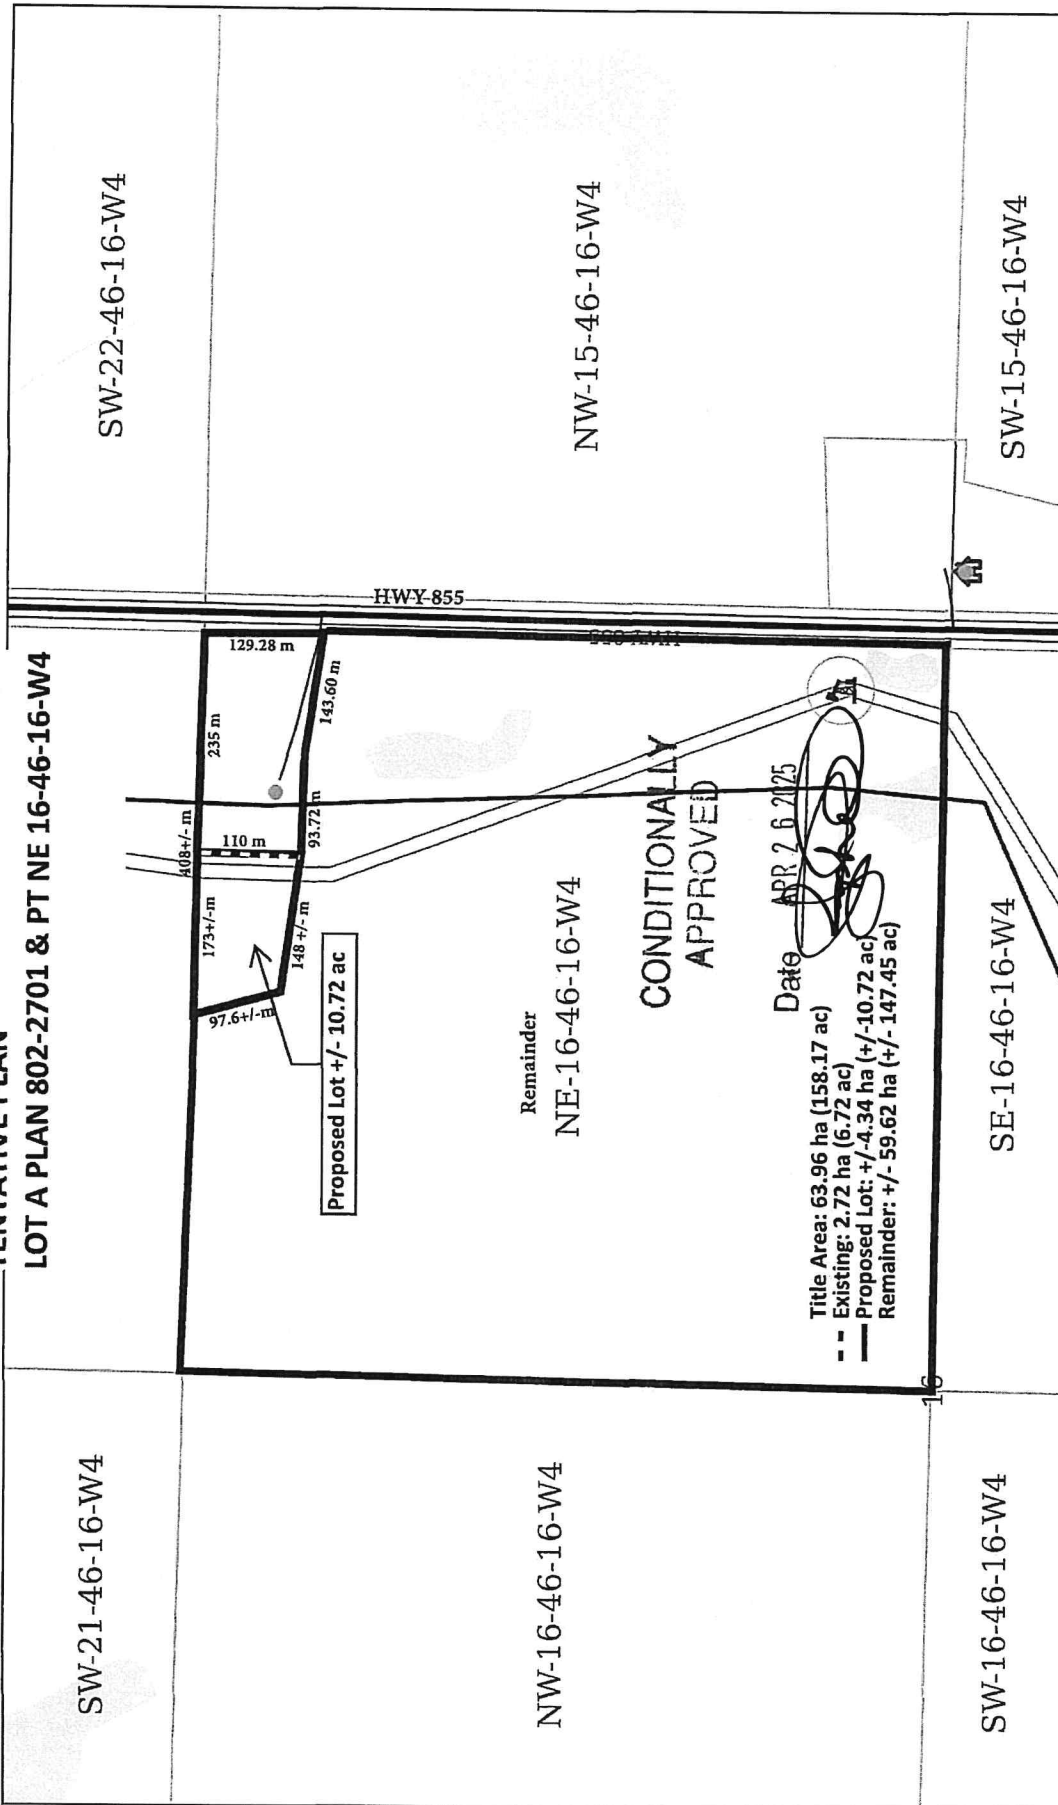 TENTATIVE PLAN
LOT A PLAN 802-2701 & PT NE 16-46-16-W4
SW-21-46-16-W4
SW-22-46-16-W4
HWY 855
408+/- m
173+/-m
235 m
129.28 m
97.6+/-m
110 m
148 +/- m
93.72 m
143.60 m
Proposed Lot +/- 10.72 ac
HWY 855
NW-16-46-16-W4
Remainder
NE-16-46-16-W4
NW-15-46-16-W4
CONDITIONALLY
APPROVED
Date APR 26 2025
Title Area: 63.96 ha (158.17 ac)
Existing: 2.72 ha (6.72 ac)
Proposed Lot: +/-4.34 ha (+/-10.72 ac)
Remainder: +/- 59.62 ha (+/- 147.45 ac)
16
SW-16-46-16-W4
SE-16-46-16-W4
SW-15-46-16-W4